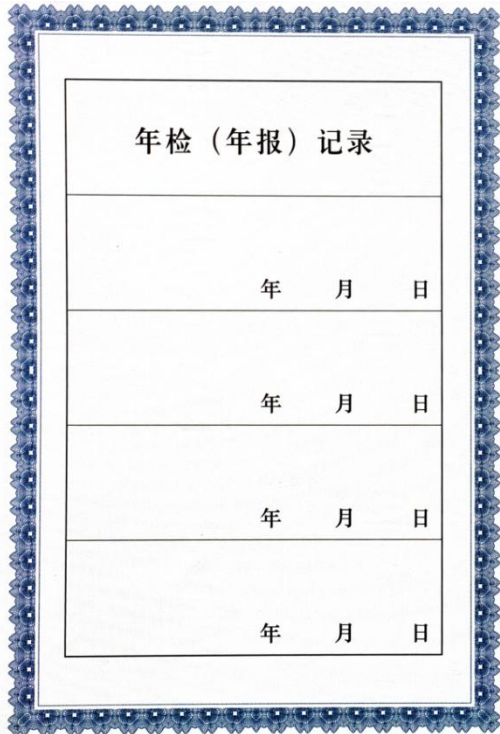 年检（年报）记录
年 月 日
年 月 日
年 月 日
年 月 日